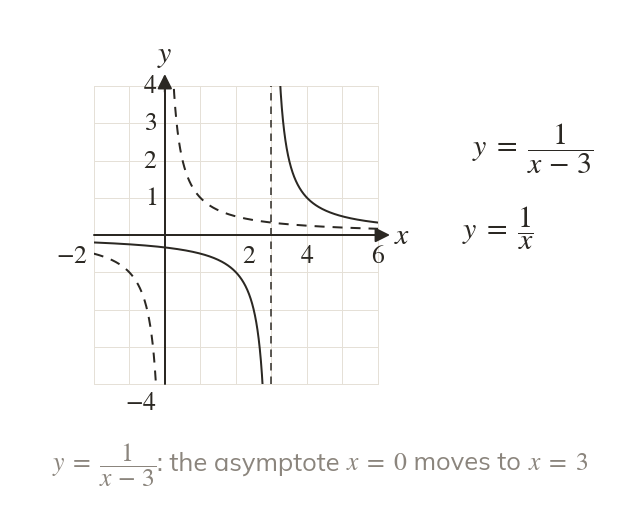 y
4
3
2
1
−2
2
4
6
x
−4
y = 1/(x − 3)
y = 1/x
y = 1/(x − 3): the asymptote x = 0 moves to x = 3